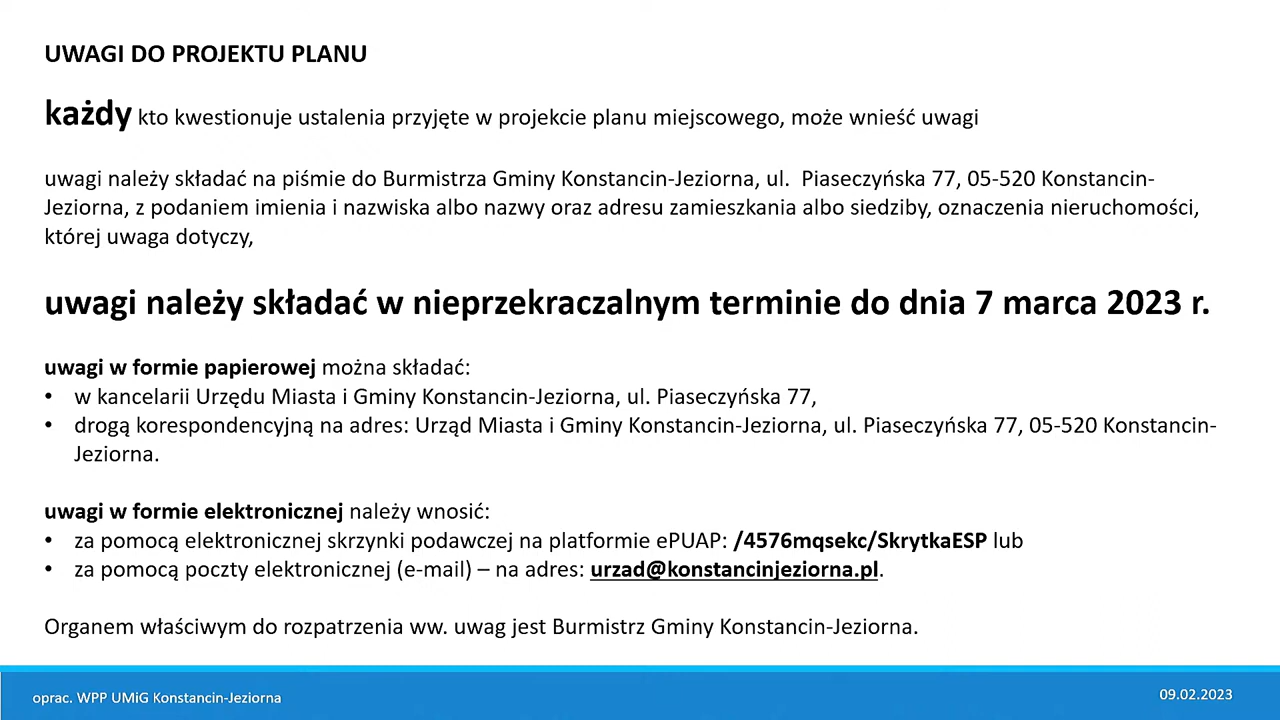 UWAGI DO PROJEKTU PLANU
każdy kto kwestionuje ustalenia przyjęte w projekcie planu miejscowego, może wnieść uwagi
uwagi należy składać na piśmie do Burmistrza Gminy Konstancin-Jeziorna, ul. Piaseczyńska 77, 05-520 Konstancin-
Jeziorna, z podaniem imienia i nazwiska albo nazwy oraz adresu zamieszkania albo siedziby, oznaczenia nieruchomości,
której uwaga dotyczy,
uwagi należy składać w nieprzekraczalnym terminie do dnia 7 marca 2023 r.
uwagi w formie papierowej można składać:
• w kancelarii Urzędu Miasta i Gminy Konstancin-Jeziorna, ul. Piaseczyńska 77,
• drogą korespondencyjną na adres: Urząd Miasta i Gminy Konstancin-Jeziorna, ul. Piaseczyńska 77, 05-520 Konstancin-
Jeziorna.
uwagi w formie elektronicznej należy wnosić:
• za pomocą elektronicznej skrzynki podawczej na platformie ePUAP: /4576mqsekc/SkrytkaESP lub
• za pomocą poczty elektronicznej (e-mail) – na adres: urzad@konstancinjeziorna.pl.
Organem właściwym do rozpatrzenia ww. uwag jest Burmistrz Gminy Konstancin-Jeziorna.
oprac. WPP UMiG Konstancin-Jeziorna
09.02.2023